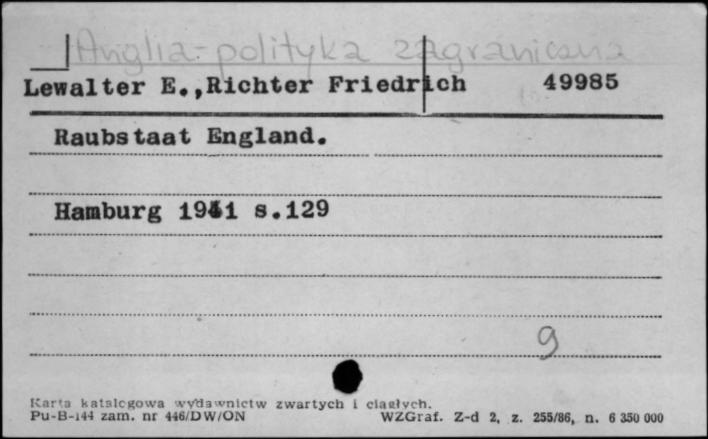 Anglia - polityka zagraniczna
Lewalter E.,Richter Friedrich 49985
Raubstaat England.
Hamburg 1941 s.129
9
Karta katalogowa wydawnictw zwartych i ciągłych.
Pu-B-144 zam. nr 446/DW/ON WZGraf. Z-d 2, z. 255/86, n. 6 350 000